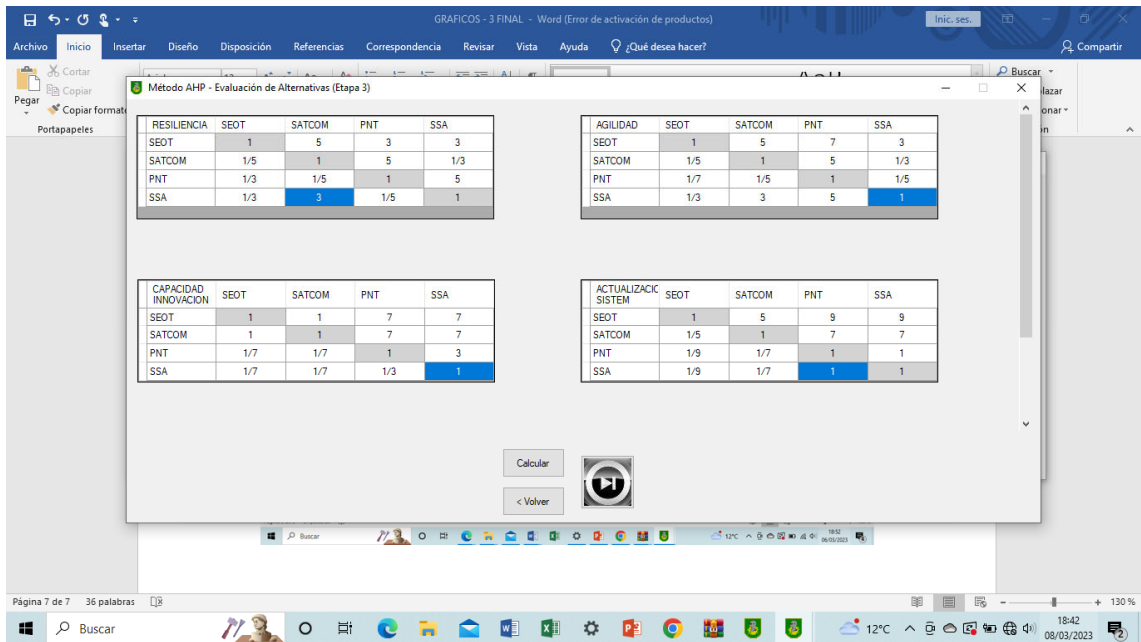 GRAFICOS - 3 FINAL - Word (Error de activación de productos)
Inic. ses.
Archivo Inicio Insertar Diseño Disposición Referencias Correspondencia Revisar Vista Ayuda ¿Qué desea hacer? Compartir
Cortar
Copiar
Pegar
Copiar formato
Portapapeles
Buscar
Método AHP - Evaluación de Alternativas (Etapa 3)
RESILIENCIA SEOT SATCOM PNT SSA
SEOT 1 5 3 3
SATCOM 1/5 1 5 1/3
PNT 1/3 1/5 1 5
SSA 1/3 3 1/5 1
AGILIDAD SEOT SATCOM PNT SSA
SEOT 1 5 7 3
SATCOM 1/5 1 5 1/3
PNT 1/7 1/5 1 1/5
SSA 1/3 3 5 1
CAPACIDAD
INNOVACION SEOT SATCOM PNT SSA
SEOT 1 1 7 7
SATCOM 1 1 7 7
PNT 1/7 1/7 1 3
SSA 1/7 1/7 1/3 1
ACTUALIZACIO
SISTEM SEOT SATCOM PNT SSA
SEOT 1 5 9 9
SATCOM 1/5 1 7 7
PNT 1/9 1/7 1 1
SSA 1/9 1/7 1 1
Calcular
< Volver
Buscar
12°C
Página 7 de 7 36 palabras
130 %
Buscar
12°C
18:42
08/03/2023